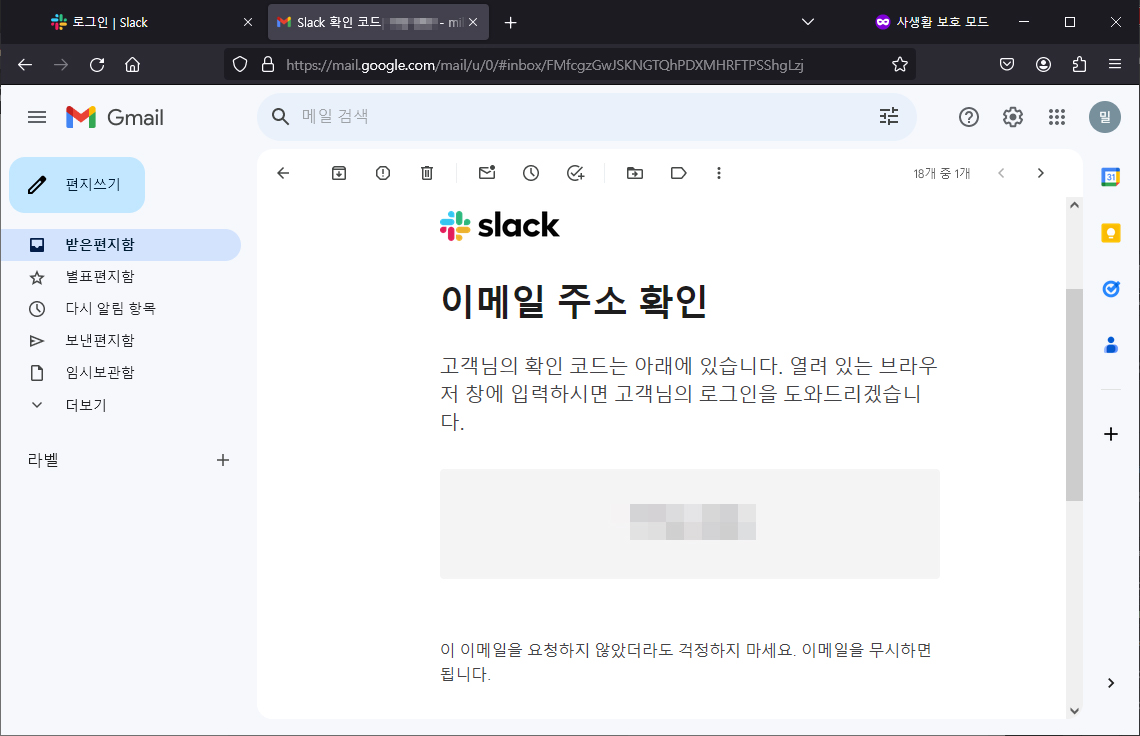 로그인 | Slack
Slack 확인 코드
사생활 보호 모드
https://mail.google.com/mail/u/0/#inbox/FMfcgzGwJSKNGTQhPDXMHRFTPSShgLzj
Gmail
메일 검색
밀
편지쓰기
18개 중 1개
31
받은편지함
별표편지함
다시 알림 항목
보낸편지함
임시보관함
더보기
라벨
slack
이메일 주소 확인
고객님의 확인 코드는 아래에 있습니다. 열려 있는 브라우
저 창에 입력하시면 고객님의 로그인을 도와드리겠습니
다.
이 이메일을 요청하지 않았더라도 걱정하지 마세요. 이메일을 무시하면
됩니다.